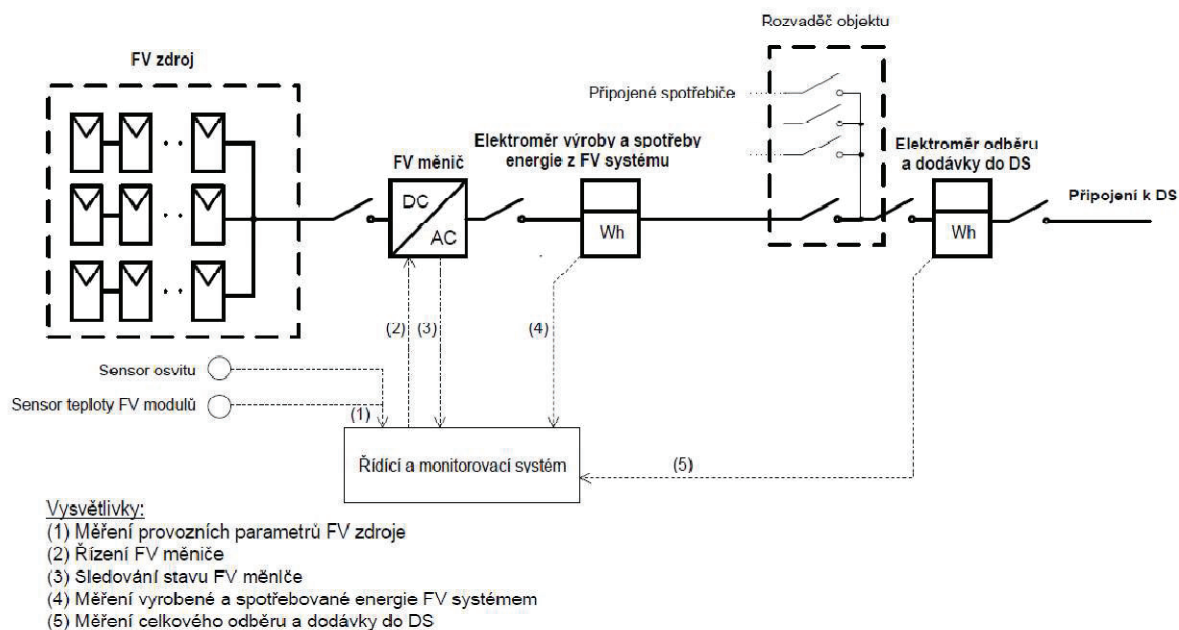 Rozvaděč objektu
FV zdroj
Připojené spotřebiče
Elektroměr výroby a spotřeby
energie z FV systému
Elektroměr odběru
a dodávky do DS
FV měnič
Připojení k DS
DC
AC
Wh
Wh
(2)
(3)
(4)
Sensor osvitu
Sensor teploty FV modulů
(1)
Řídící a monitorovací systém
(5)
Vysvětlivky:
(1) Měření provozních parametrů FV zdroje
(2) Řízení FV měniče
(3) Sledování stavu FV měniče
(4) Měření vyrobené a spotřebované energie FV systémem
(5) Měření celkového odběru a dodávky do DS